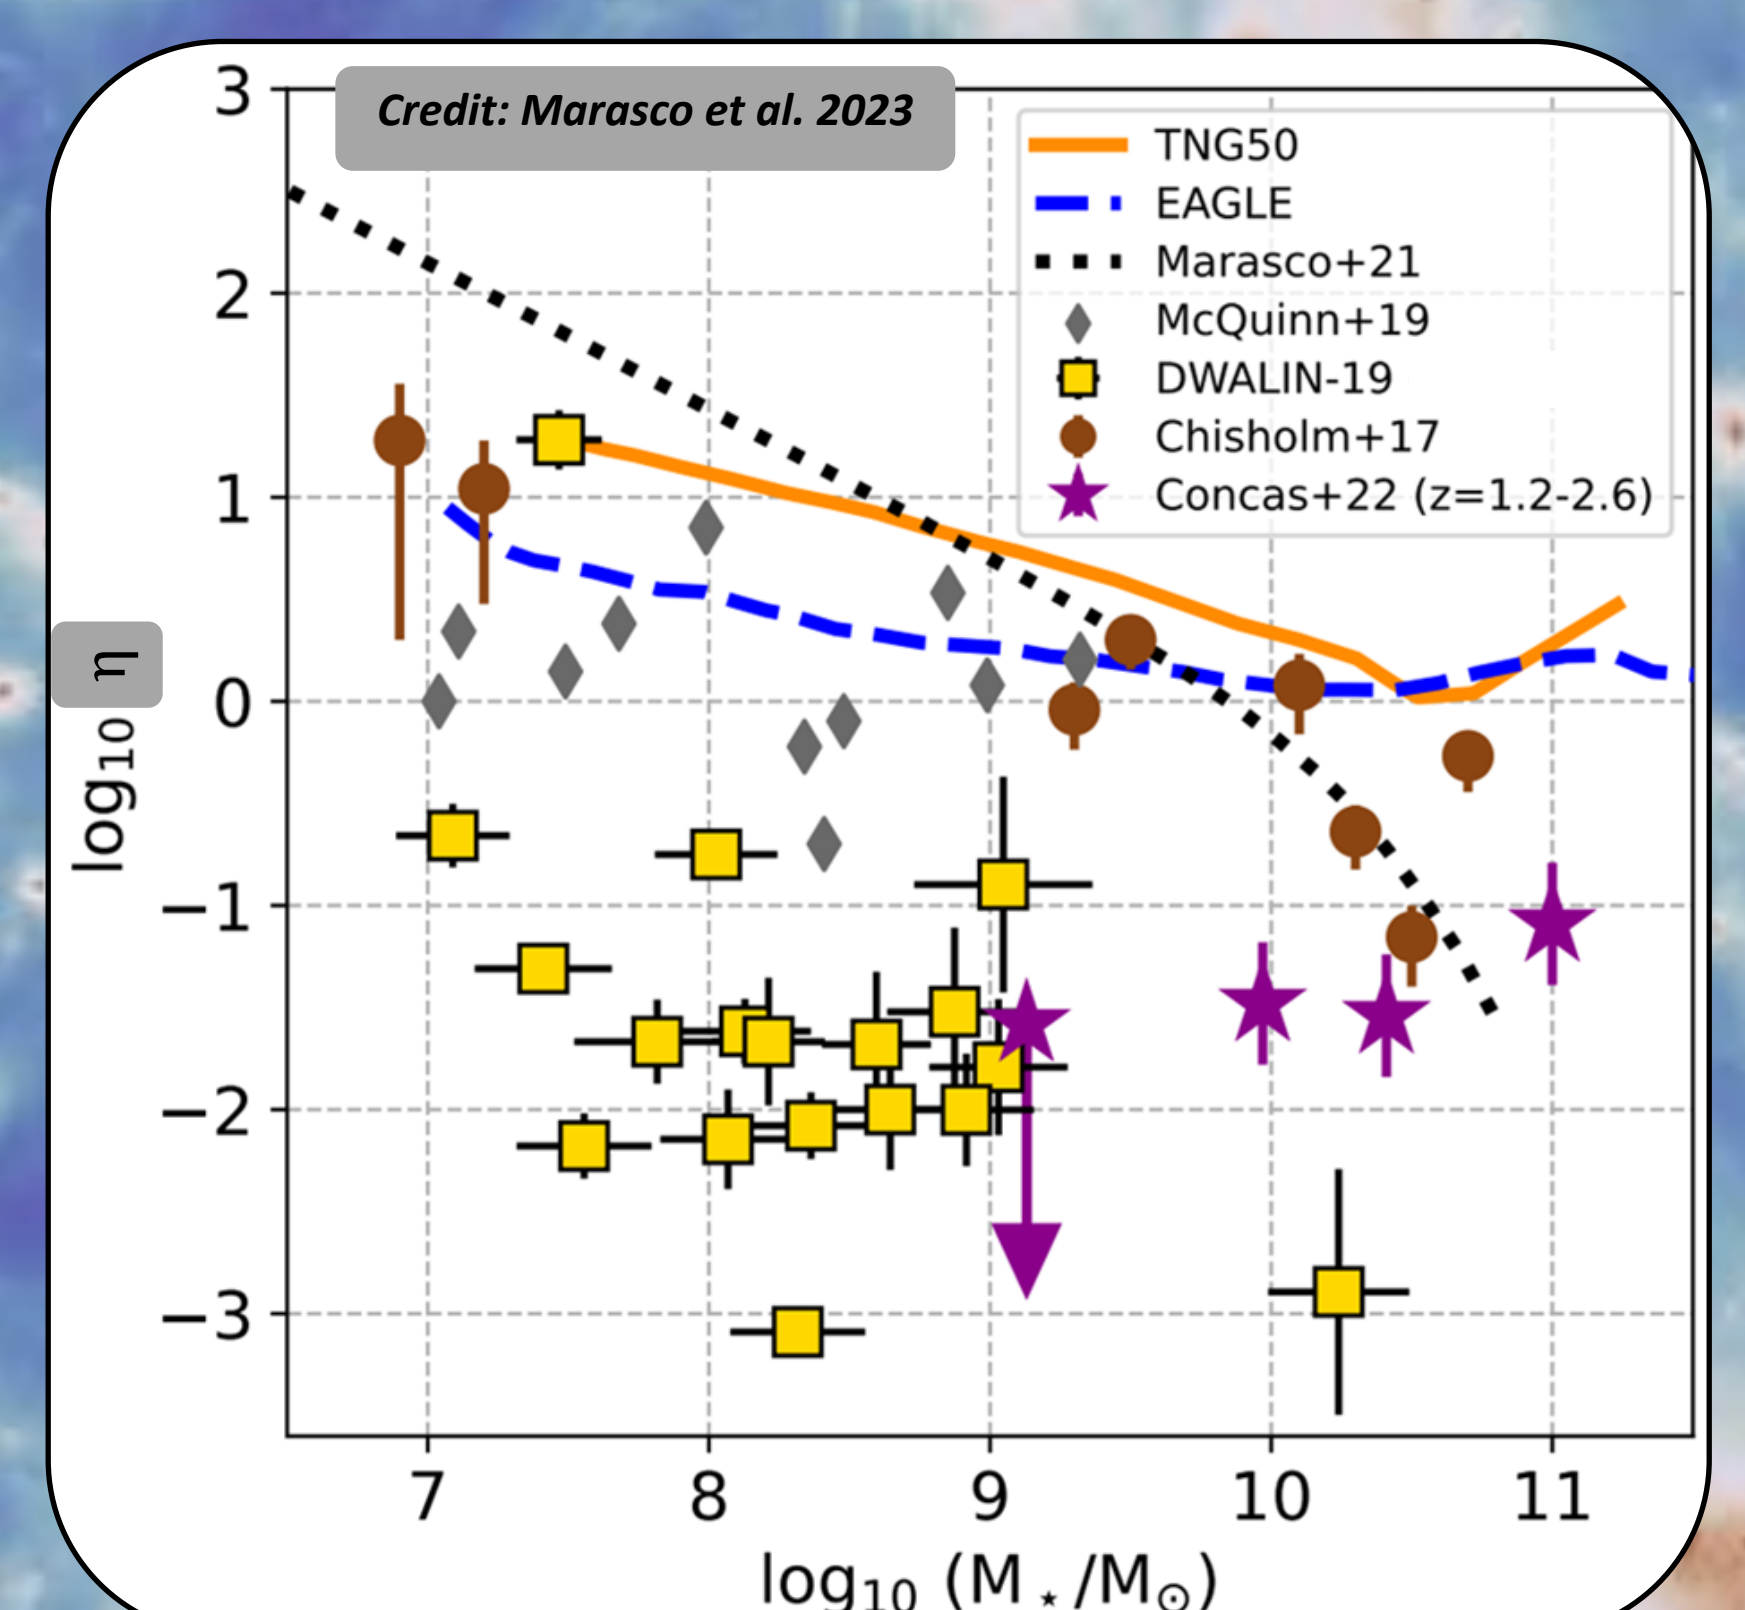 Credit: Marasco et al. 2023
3
2
1
0
−1
−2
−3
log₁₀ η
TNG50
EAGLE
Marasco+21
McQuinn+19
DWALIN-19
Chisholm+17
Concas+22 (z=1.2-2.6)
7 8 9 10 11
log₁₀ (M⋆/M☉)